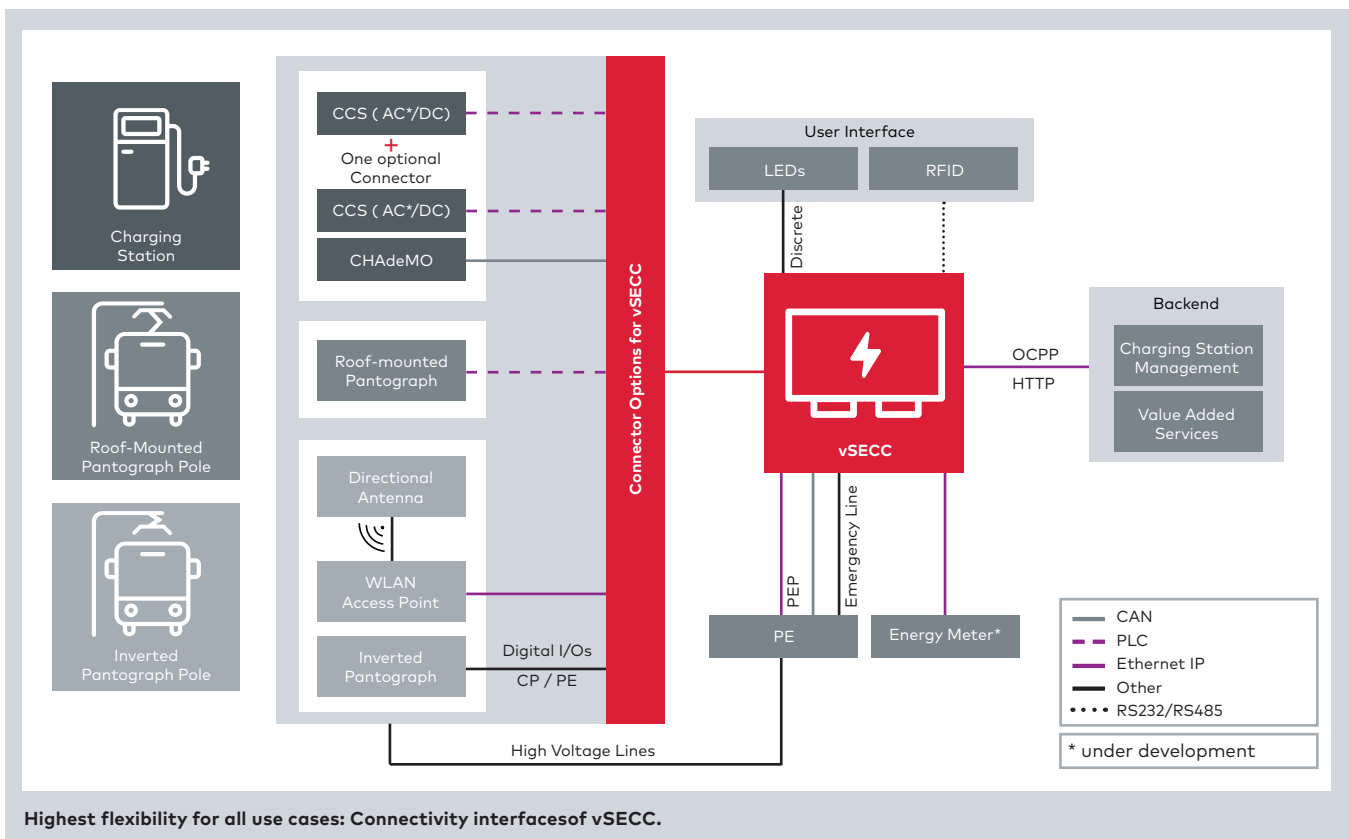 Charging
Station
Roof-Mounted
Pantograph Pole
Inverted
Pantograph Pole
CCS ( AC*/DC)
+
One optional
Connector
CCS ( AC*/DC)
CHAdeMO
Roof-mounted
Pantograph
Directional
Antenna
WLAN
Access Point
Inverted
Pantograph
Digital I/Os
CP / PE
Connector Options for vSECC
High Voltage Lines
User Interface
LEDs
RFID
Discrete
vSECC
OCPP
HTTP
Backend
Charging Station
Management
Value Added
Services
PEP
Emergency Line
PE
Energy Meter*
CAN
PLC
Ethernet IP
Other
RS232/RS485
* under development
Highest flexibility for all use cases: Connectivity interfacesof vSECC.